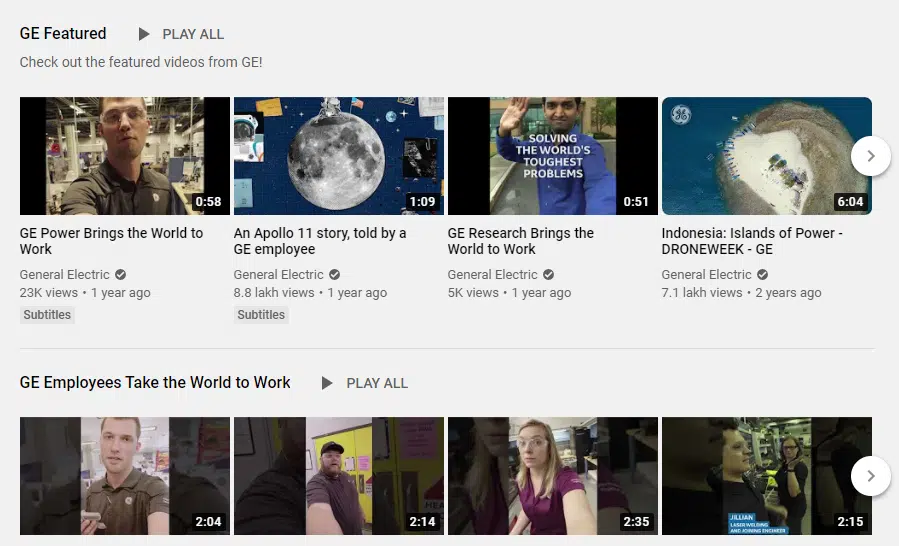 GE Featured PLAY ALL
Check out the featured videos from GE!
0:58
1:09
SOLVING
THE WORLD'S
TOUGHEST
PROBLEMS
0:51
6:04
GE Power Brings the World to
Work
General Electric
23K views • 1 year ago
Subtitles
An Apollo 11 story, told by a
GE employee
General Electric
8.8 lakh views • 1 year ago
Subtitles
GE Research Brings the
World to Work
General Electric
5K views • 1 year ago
Indonesia: Islands of Power -
DRONEWEEK - GE
General Electric
7.1 lakh views • 2 years ago
GE Employees Take the World to Work PLAY ALL
2:04
2:14
2:35
JILLIAN
LASER WELDING
AND JOINING ENGINEER
2:15